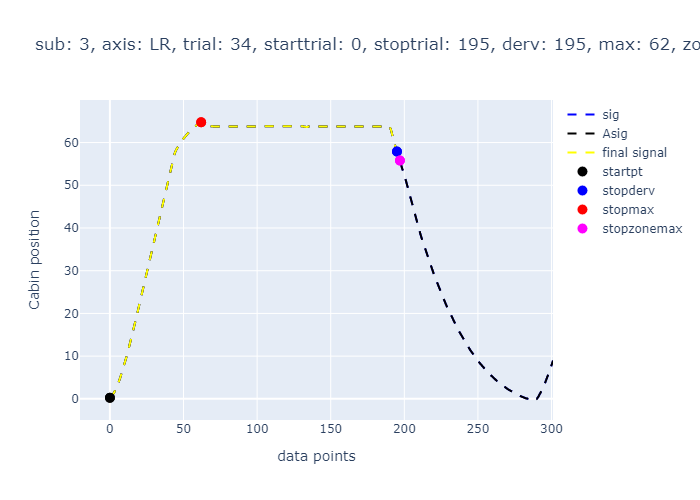 sub: 3, axis: LR, trial: 34, starttrial: 0, stoptrial: 195, derv: 195, max: 62, zo
sig
Asig
final signal
startpt
stopderv
stopmax
stopzonemax
60
50
40
30
20
10
0
Cabin position
0 50 100 150 200 250 300
data points